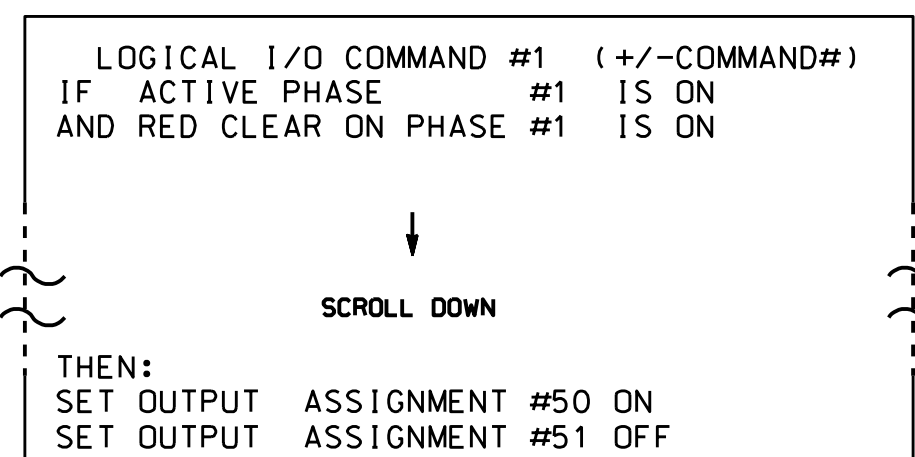 LOGICAL I/O COMMAND #1 (+/-COMMAND#)
IF ACTIVE PHASE #1 IS ON
AND RED CLEAR ON PHASE #1 IS ON
SCROLL DOWN
THEN:
SET OUTPUT ASSIGNMENT #50 ON
SET OUTPUT ASSIGNMENT #51 OFF